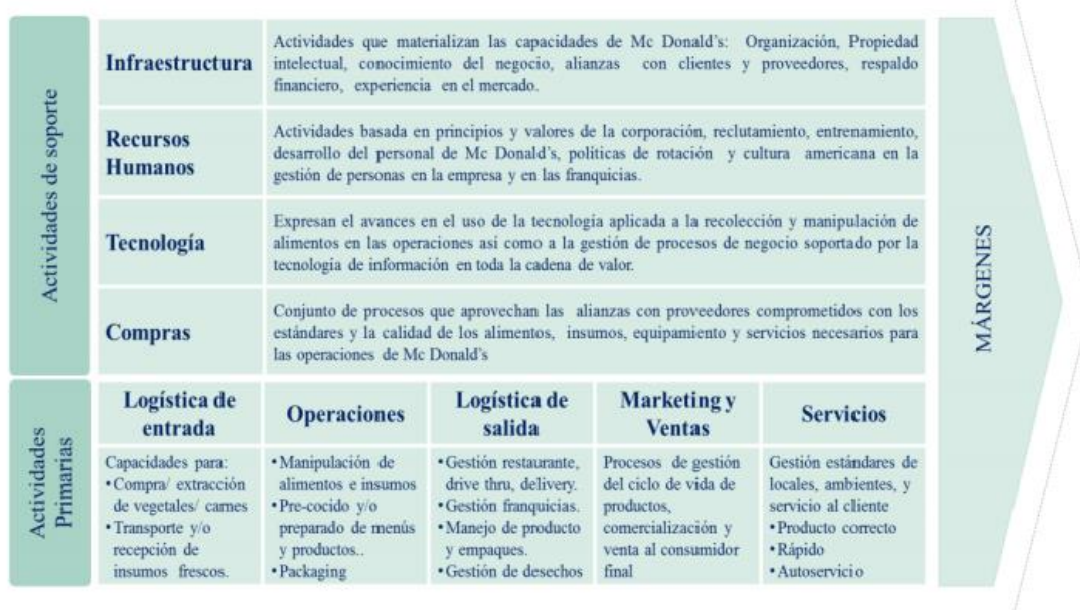 Actividades de soporte
Infraestructura
Actividades que materializan las capacidades de Mc Donald's: Organización, Propiedad
intelectual, conocimiento del negocio, alianzas con clientes y proveedores, respaldo
financiero, experiencia en el mercado.
Recursos
Humanos
Actividades basada en principios y valores de la corporación, reclutamiento, entrenamiento,
desarrollo del personal de Mc Donald's, politicas de rotación y cultura americana en la
gestión de personas en la empresa y en las franquicias.
Tecnología
Expresan el avances en el uso de la tecnología aplicada a la recolección y manipulación de
alimentos en las operaciones así como a la gestión de procesos de negocio soportado por la
tecnología de información en toda la cadena de valor.
Compras
Conjunto de procesos que aprovechan las alianzas con proveedores comprometidos con los
estándares y la calidad de los alimentos, insumos, equipamiento y servicios necesarios para
las operaciones de Mc Donald's
MÁRGENES
Actividades
Primarias
Logística de
entrada
Capacidades para:
•Compra/ extracción
de vegetales/ carnes
•Transporte y/o
recepción de
insumos frescos.
Operaciones
•Manipulación de
alimentos e insumos
•Pre-cocido y/o
preparado de menús
y productos..
•Packaging
Logística de
salida
•Gestión restaurante,
drive thru, delivery.
•Gestión franquicias.
•Manejo de producto
y empaques.
•Gestión de desechos
Marketing y
Ventas
Procesos de gestión
del ciclo de vida de
productos,
comercialización y
venta al consumidor
final
Servicios
Gestión estándares de
locales, ambientes, y
servicio al cliente
•Producto correcto
•Rápido
•Autoservicio